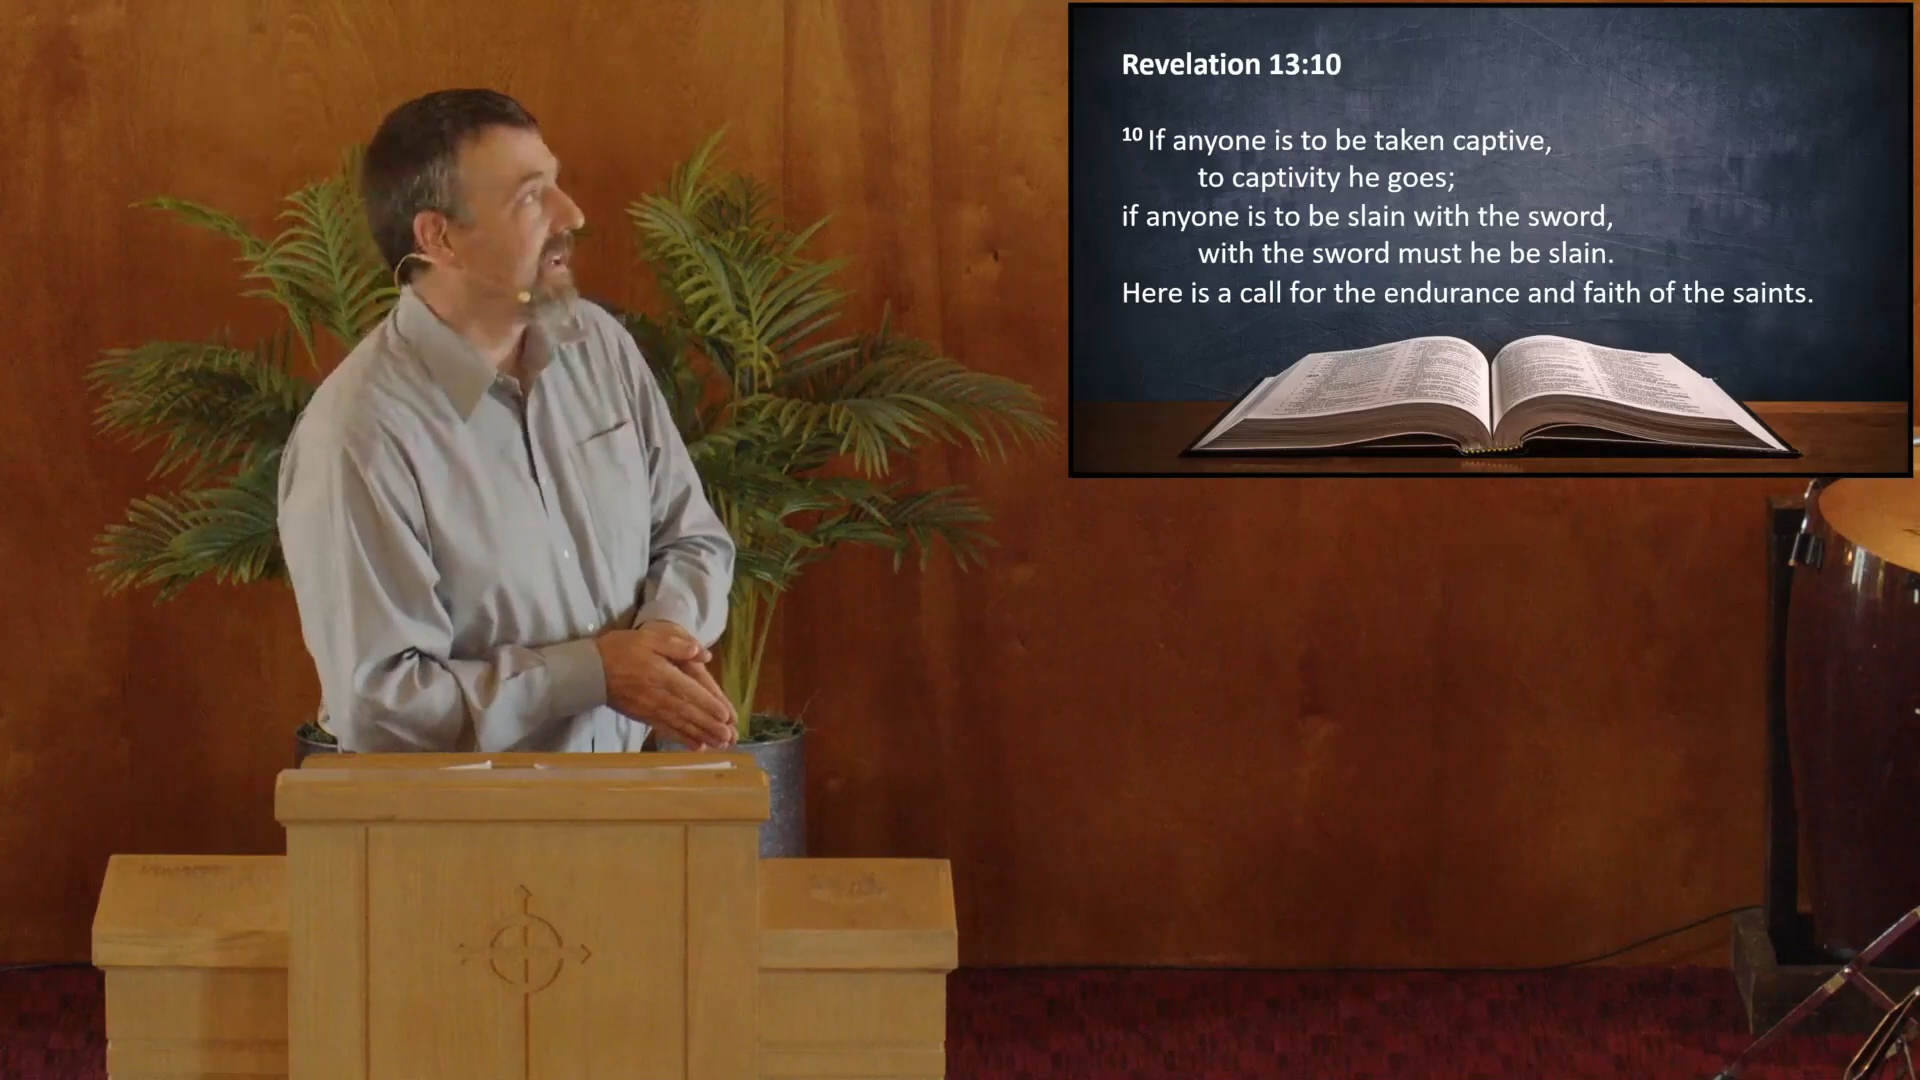 Revelation 13:10
10 If anyone is to be taken captive,
to captivity he goes;
if anyone is to be slain with the sword,
with the sword must he be slain.
Here is a call for the endurance and faith of the saints.